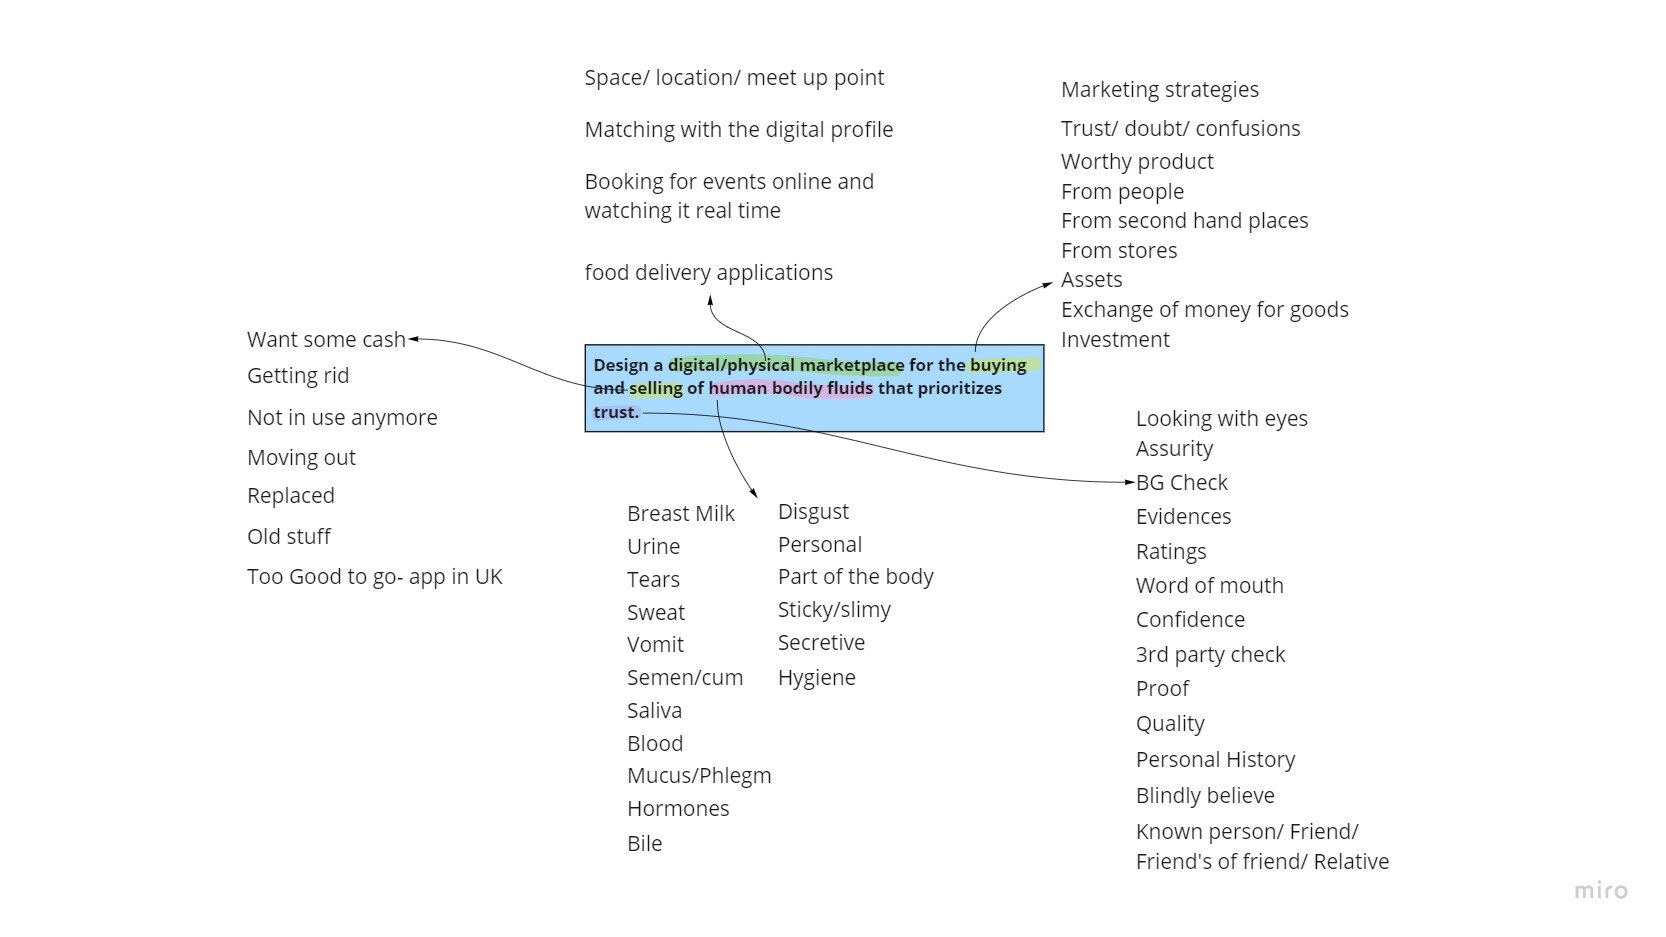 Space/ location/ meet up point
Matching with the digital profile
Booking for events online and
watching it real time
food delivery applications
Marketing strategies
Trust/ doubt/ confusions
Worthy product
From people
From second hand places
From stores
Assets
Exchange of money for goods
Investment
Want some cash
Getting rid
Not in use anymore
Moving out
Replaced
Old stuff
Too Good to go- app in UK
Design a digital/physical marketplace for the buying
and selling of human bodily fluids that prioritizes
trust.
Breast Milk
Urine
Tears
Sweat
Vomit
Semen/cum
Saliva
Blood
Mucus/Phlegm
Hormones
Bile
Disgust
Personal
Part of the body
Sticky/slimy
Secretive
Hygiene
Looking with eyes
Assurity
BG Check
Evidences
Ratings
Word of mouth
Confidence
3rd party check
Proof
Quality
Personal History
Blindly believe
Known person/ Friend/
Friend's of friend/ Relative
miro